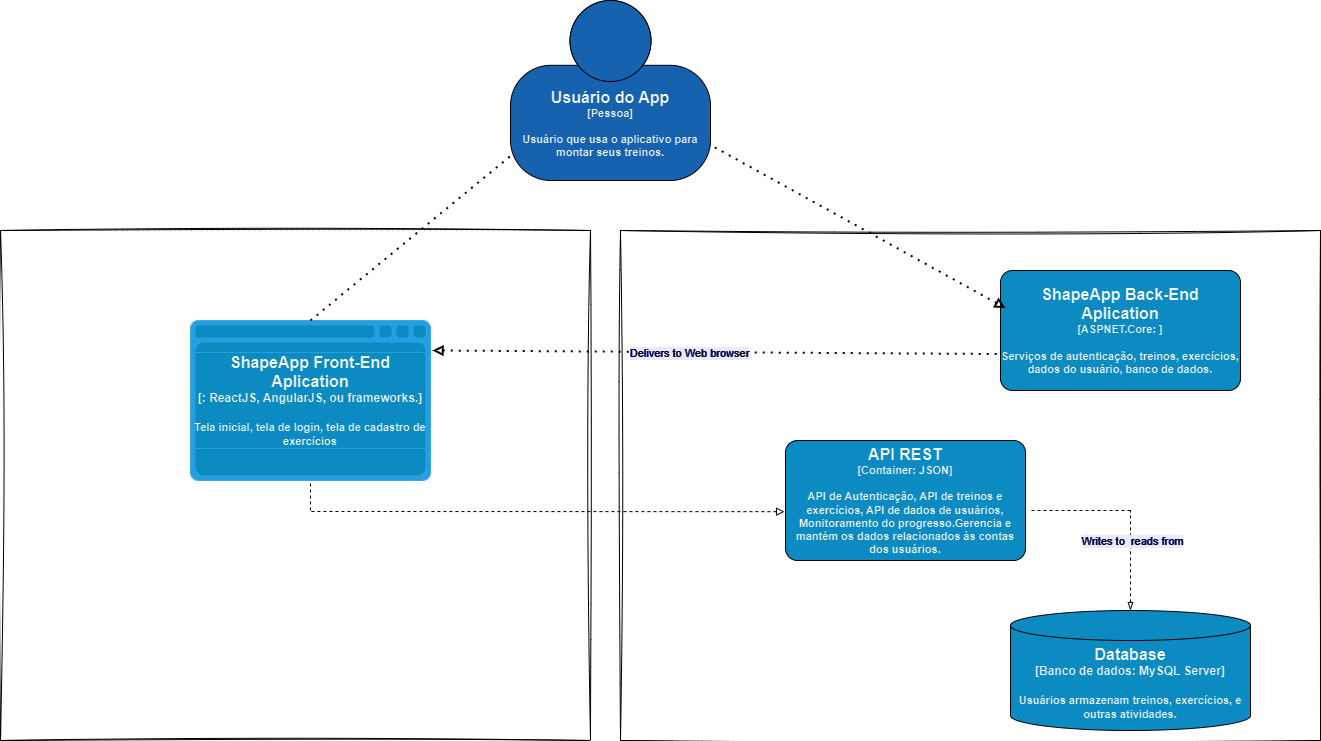 Usuário do App
[Pessoa]
Usuário que usa o aplicativo para
montar seus treinos.
ShapeApp Back-End
Aplication
[ASPNET.Core: ]
Serviços de autenticação, treinos, exercícios,
dados do usuário, banco de dados.
Delivers to Web browser
ShapeApp Front-End
Aplication
[: ReactJS, AngularJS, ou frameworks.]
Tela inicial, tela de login, tela de cadastro de
exercícios
API REST
[Container: JSON]
API de Autenticação, API de treinos e
exercícios, API de dados de usuários,
Monitoramento do progresso.Gerencia e
mantém os dados relacionados às contas
dos usuários.
Writes to  reads from
Database
[Banco de dados: MySQL Server]
Usuários armazenam treinos, exercícios, e
outras atividades.